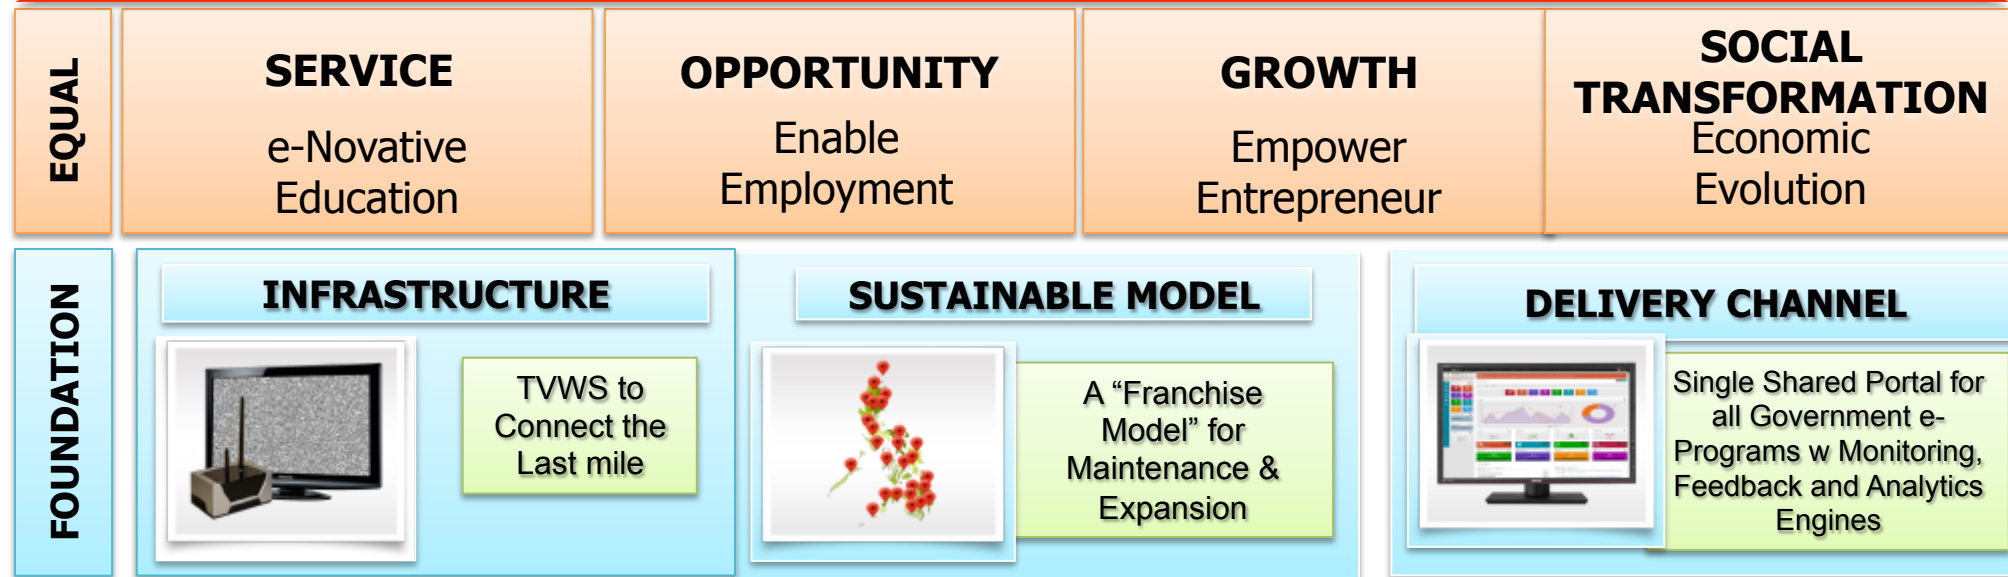 EQUAL
SERVICE
e-Novative
Education
OPPORTUNITY
Enable
Employment
GROWTH
Empower
Entrepreneur
SOCIAL
TRANSFORMATION
Economic
Evolution
FOUNDATION
INFRASTRUCTURE
TVWS to
Connect the
Last mile
SUSTAINABLE MODEL
A “Franchise
Model” for
Maintenance &
Expansion
DELIVERY CHANNEL
Single Shared Portal for
all Government e-
Programs w Monitoring,
Feedback and Analytics
Engines